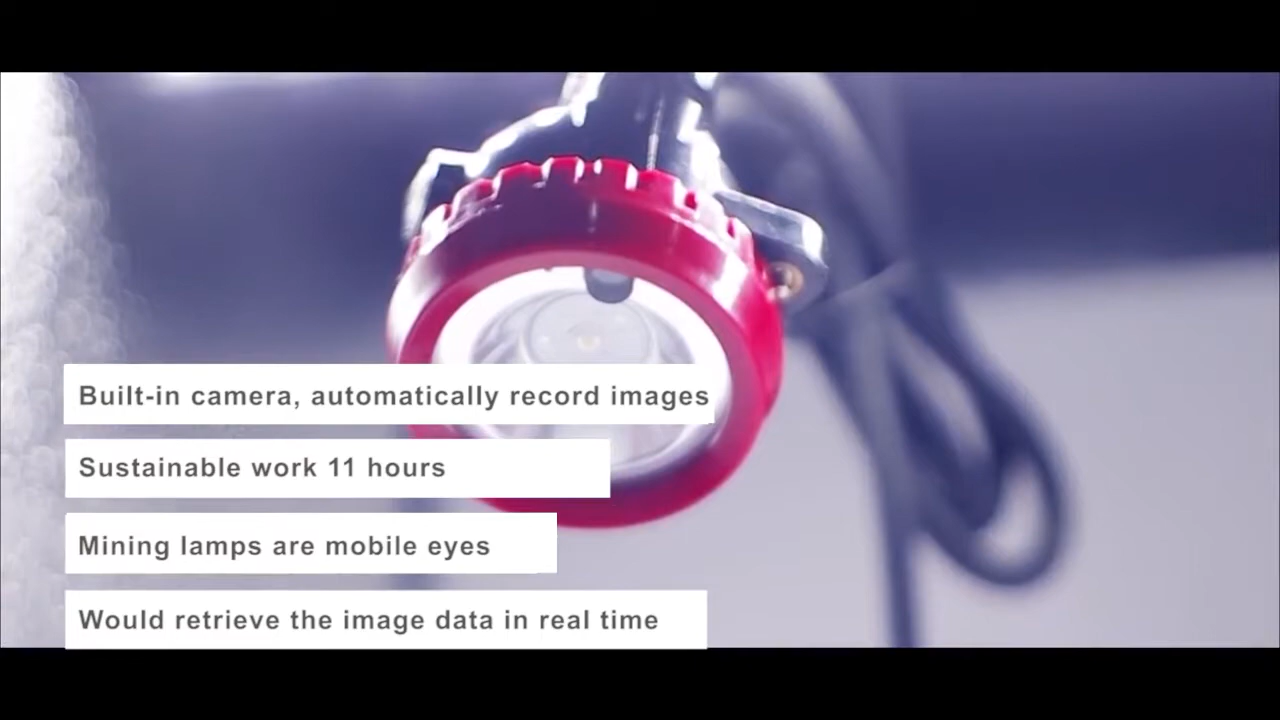 Built-in camera, automatically record images
Sustainable work 11 hours
Mining lamps are mobile eyes
Would retrieve the image data in real time